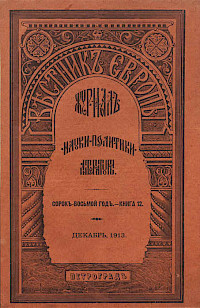 ВѢСТНИКЪ ЕВРОПЫ
ЖУРНАЛЪ
НАУКИ-ПОЛИТИКИ
ЛИТЕРАТУРЫ
СОРОКЪ-ВОСЬМОЙ ГОДЪ.—КНИГА 12.
ДЕКАБРЬ, 1913.
ПЕТРОГРАДЪ